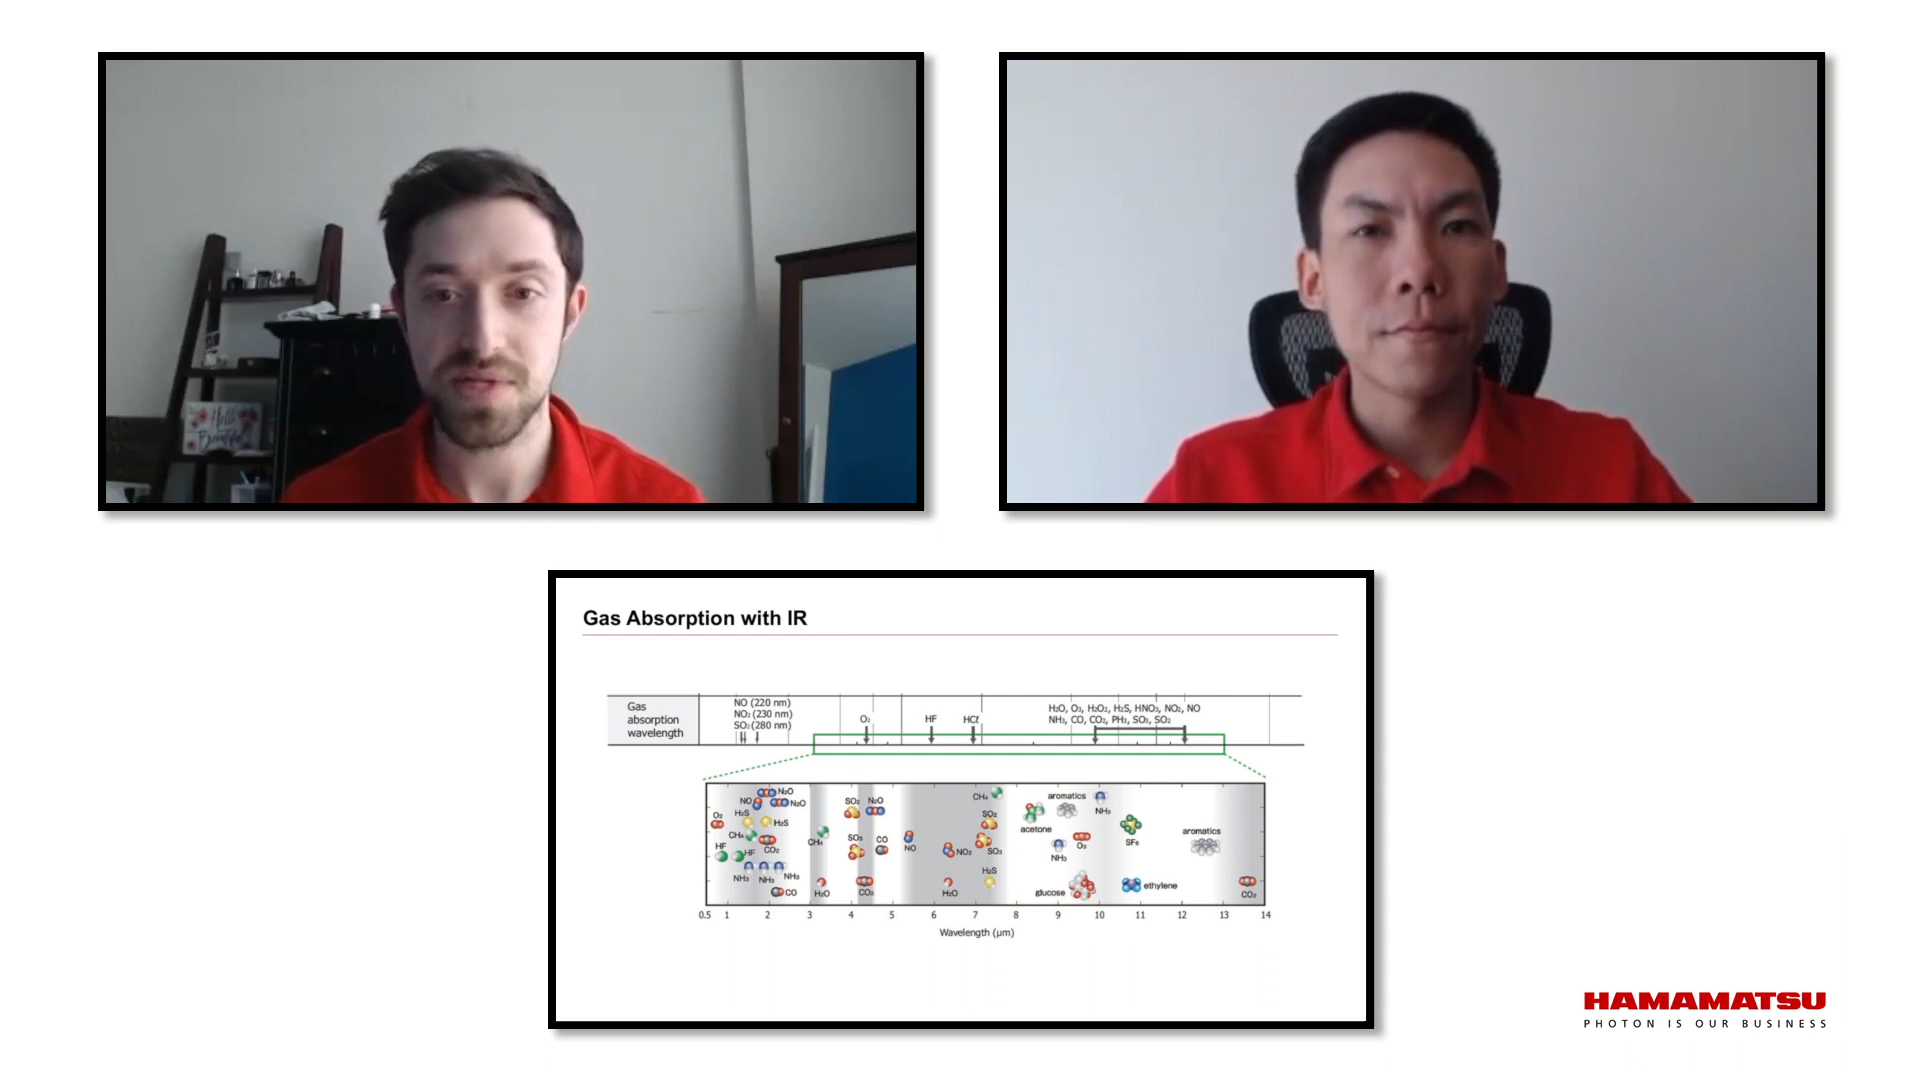 Hello
Beautiful
Gas Absorption with IR
Gas
absorption
wavelength
NO (220 nm)
NO₂ (230 nm)
SO₂ (280 nm)
O₂
HF
HCℓ
H₂O, O₃, H₂O₂, H₂S, HNO₃, NO₂, NO
NH₃, CO, CO₂, PH₃, SO₃, SO₂
N₂O
NO
N₂O
SO₂
N₂O
CH₄
aromatics
NH₃
O₂
H₂S
H₂S
SO₂
acetone
CH₄
CO₂
CH₄
SO₃
CO
NO
NO₂
SO₃
O₃
NH₃
SF₆
aromatics
HF
HF
NH₃
NH₃
NH₃
CO
H₂O
CO₂
H₂O
H₂S
glucose
ethylene
CO₂
0.5 1 2 3 4 5 6 7 8 9 10 11 12 13 14
Wavelength (μm)
HAMAMATSU
PHOTON IS OUR BUSINESS